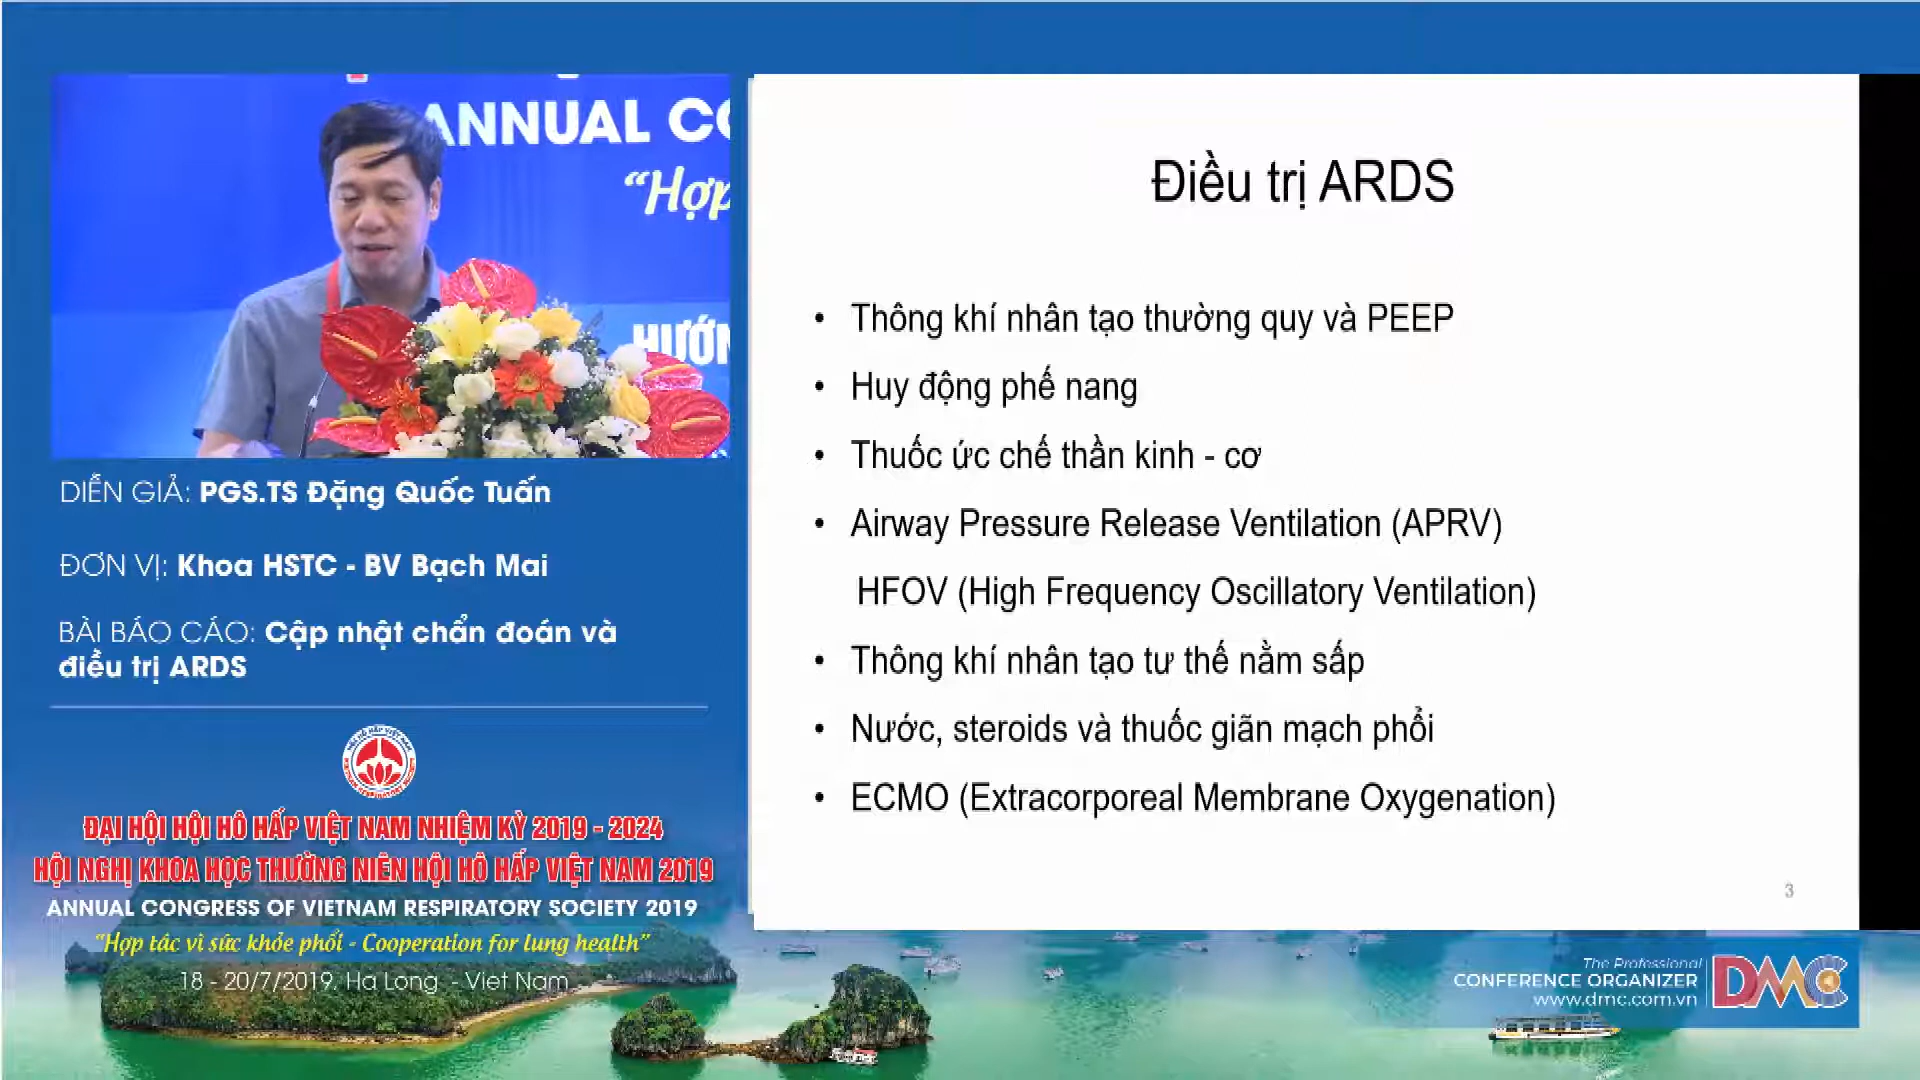 ANNUAL CO
“Hợp
HƯỚN
DIỄN GIẢ: PGS.TS Đặng Quốc Tuấn
ĐƠN VỊ: Khoa HSTC - BV Bạch Mai
BÀI BÁO CÁO: Cập nhật chẩn đoán và
điều trị ARDS
ĐẠI HỘI HỘI HÔ HẤP VIỆT NAM NHIỆM KỲ 2019 - 2024
HỘI NGHỊ KHOA HỌC THƯỜNG NIÊN HỘI HÔ HẤP VIỆT NAM 2019
ANNUAL CONGRESS OF VIETNAM RESPIRATORY SOCIETY 2019
“Hợp tác vì sức khỏe phổi - Cooperation for lung health”
18 - 20/7/2019, Ha Long - Viet Nam
Điều trị ARDS
• Thông khí nhân tạo thường quy và PEEP
• Huy động phế nang
• Thuốc ức chế thần kinh - cơ
• Airway Pressure Release Ventilation (APRV)
HFOV (High Frequency Oscillatory Ventilation)
• Thông khí nhân tạo tư thế nằm sấp
• Nước, steroids và thuốc giãn mạch phổi
• ECMO (Extracorporeal Membrane Oxygenation)
3
The Professional
CONFERENCE ORGANIZER
www.dmc.com.vn
DMC